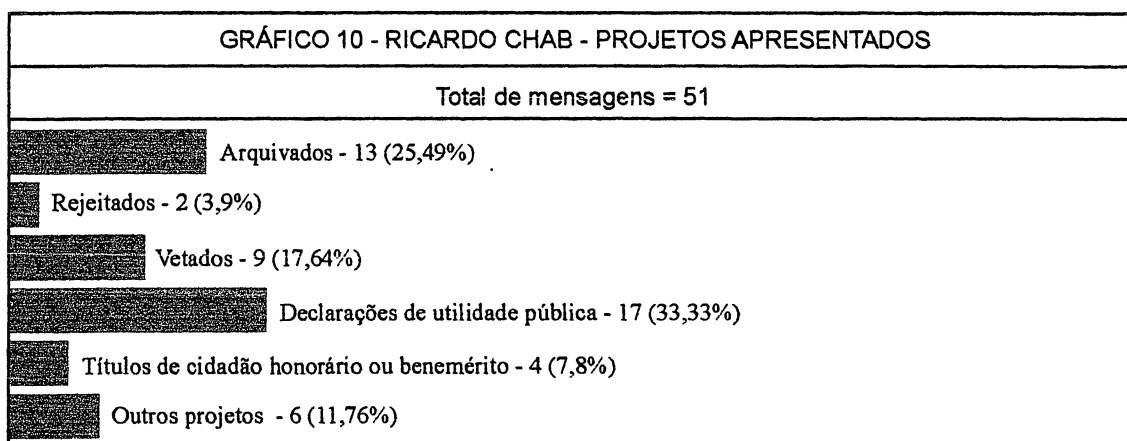 GRÁFICO 10 - RICARDO CHAB - PROJETOS APRESENTADOS
Total de mensagens = 51
Arquivados - 13 (25,49%)
Rejeitados - 2 (3,9%)
Vetados - 9 (17,64%)
Declarações de utilidade pública - 17 (33,33%)
Títulos de cidadão honorário ou benemérito - 4 (7,8%)
Outros projetos - 6 (11,76%)